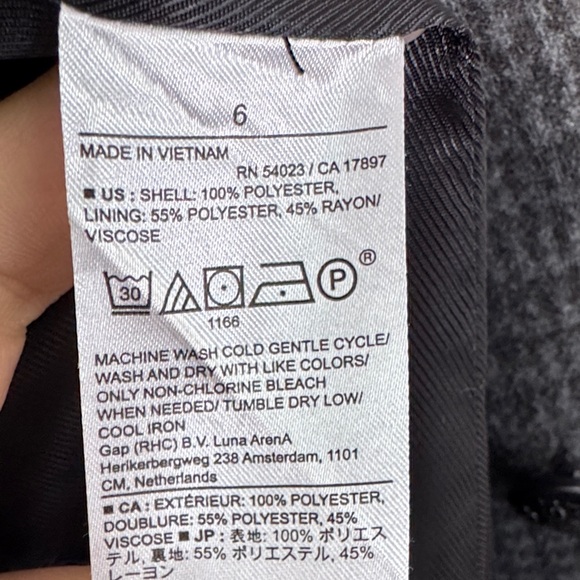 6
MADE IN VIETNAM
RN 54023 / CA 17897
■ US : SHELL: 100% POLYESTER,
LINING: 55% POLYESTER, 45% RAYON/
VISCOSE
30 P ®
1166
MACHINE WASH COLD GENTLE CYCLE/
WASH AND DRY WITH LIKE COLORS/
ONLY NON-CHLORINE BLEACH
WHEN NEEDED/ TUMBLE DRY LOW/
COOL IRON
Gap (RHC) B.V. Luna ArenA
Herikerbergweg 238 Amsterdam, 1101
CM, Netherlands
■ CA : EXTÉRIEUR: 100% POLYESTER,
DOUBLURE: 55% POLYESTER, 45%
VISCOSE ■ JP : 表地: 100% ポリエス
テル, 裏地: 55% ポリエステル, 45%
レーヨン